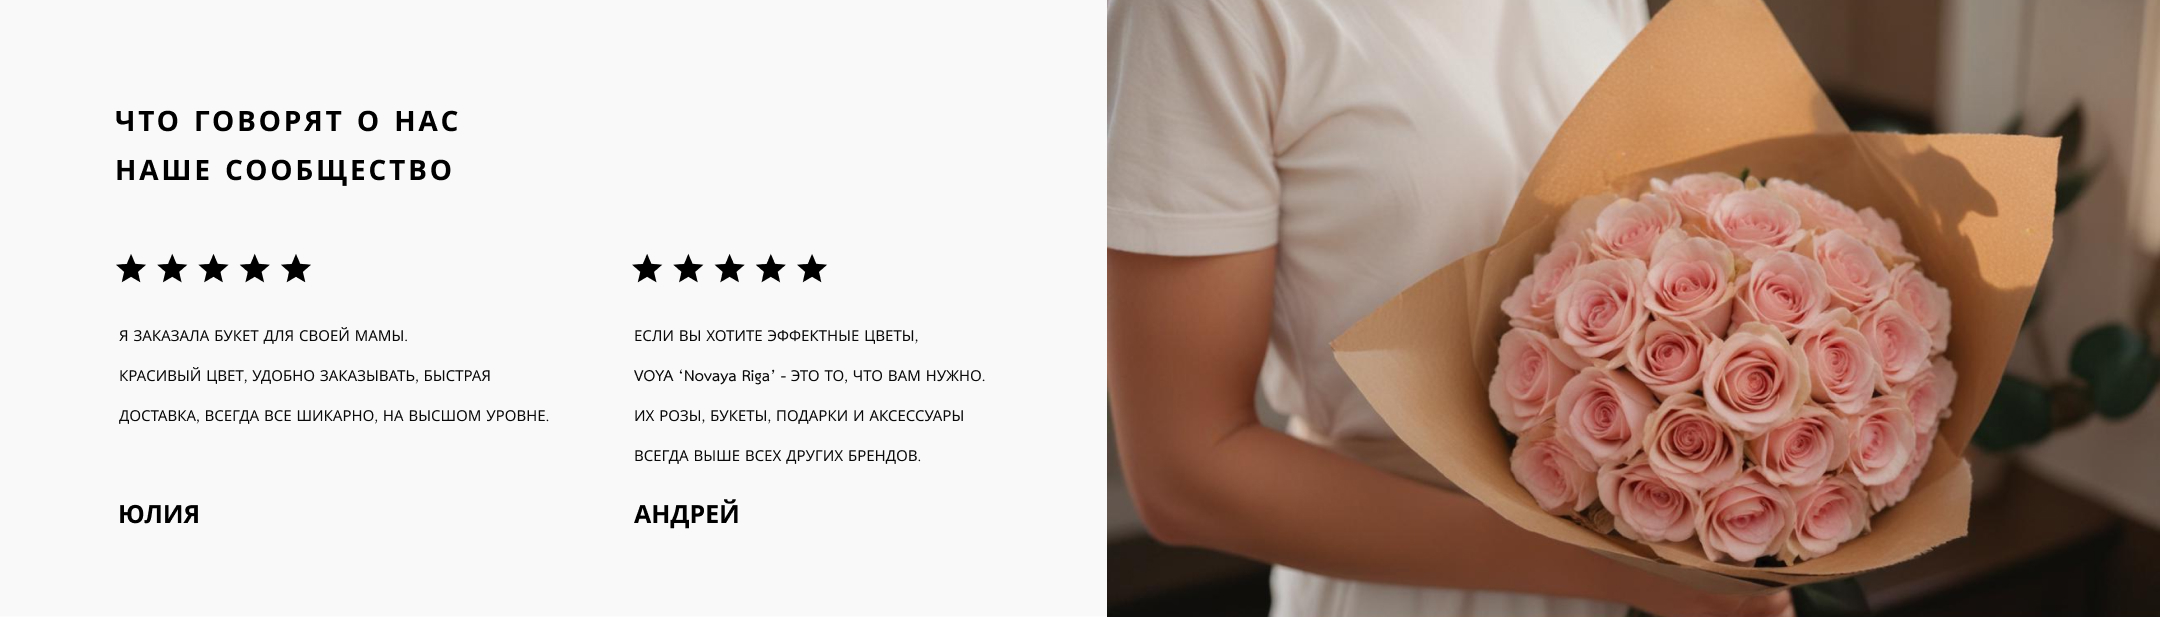 ЧТО ГОВОРЯТ О НАС
НАШЕ СООБЩЕСТВО
Я ЗАКАЗАЛА БУКЕТ ДЛЯ СВОЕЙ МАМЫ.
КРАСИВЫЙ ЦВЕТ, УДОБНО ЗАКАЗЫВАТЬ, БЫСТРАЯ
ДОСТАВКА, ВСЕГДА ВСЕ ШИКАРНО, НА ВЫСШОМ УРОВНЕ.
ЮЛИЯ
ЕСЛИ ВЫ ХОТИТЕ ЭФФЕКТНЫЕ ЦВЕТЫ,
VOYA ‘Novaya Riga’ - ЭТО ТО, ЧТО ВАМ НУЖНО.
ИХ РОЗЫ, БУКЕТЫ, ПОДАРКИ И АКСЕССУАРЫ
ВСЕГДА ВЫШЕ ВСЕХ ДРУГИХ БРЕНДОВ.
АНДРЕЙ